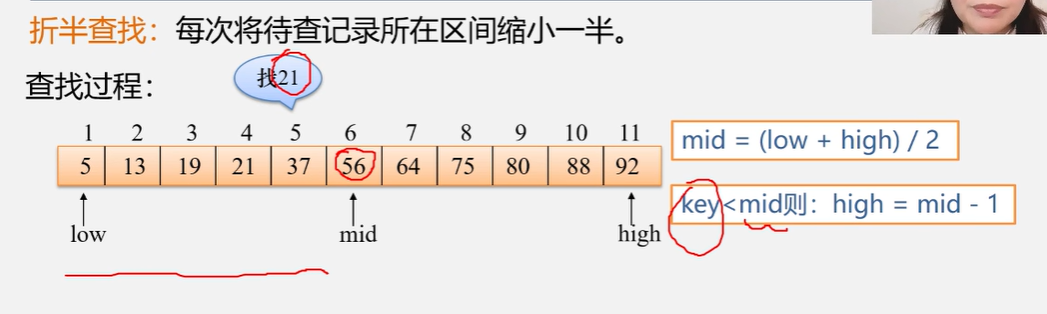 折半查找：每次将待查记录所在区间缩小一半。
查找过程：
找21
1 2 3 4 5 6 7 8 9 10 11
5 13 19 21 37 56 64 75 80 88 92
low mid high
mid = (low + high) / 2
key<mid则：high = mid - 1